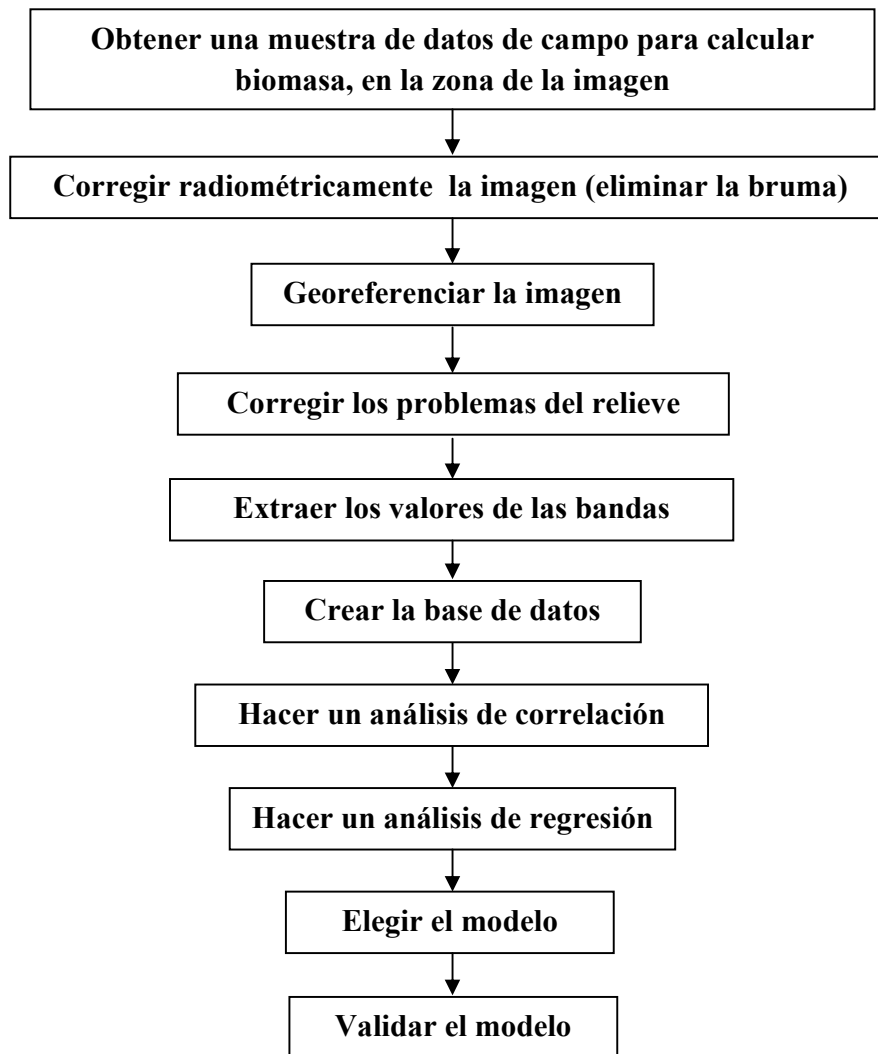 Obtener una muestra de datos de campo para calcular
biomasa, en la zona de la imagen
Corregir radiométricamente la imagen (eliminar la bruma)
Georeferenciar la imagen
Corregir los problemas del relieve
Extraer los valores de las bandas
Crear la base de datos
Hacer un análisis de correlación
Hacer un análisis de regresión
Elegir el modelo
Validar el modelo